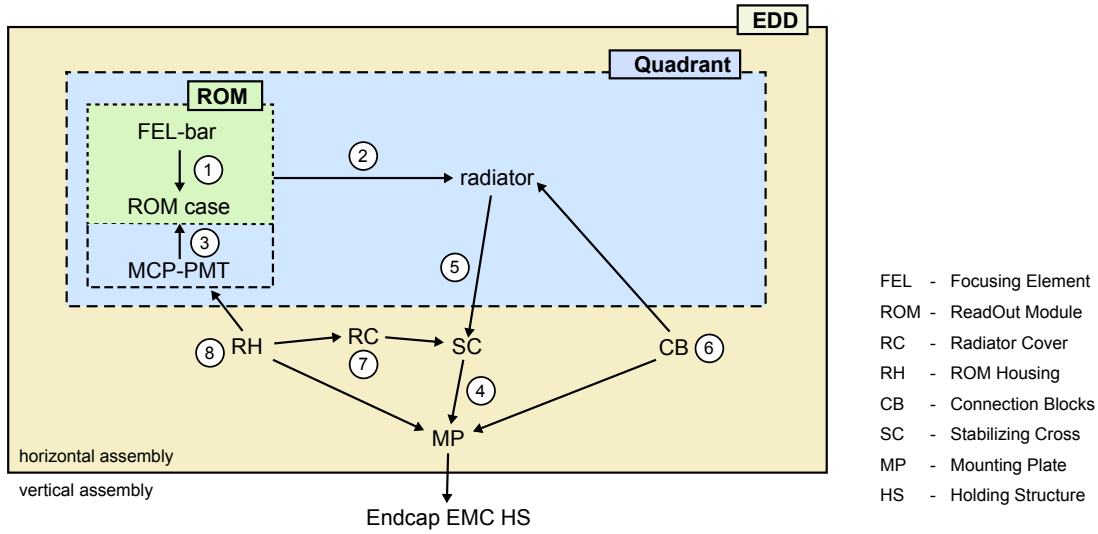 EDD
Quadrant
ROM
FEL-bar
1
2
radiator
ROM case
3
MCP-PMT
5
8
RH
RC
7
SC
CB
6
4
MP
horizontal assembly
vertical assembly
Endcap EMC HS
FEL - Focusing Element
ROM - ReadOut Module
RC - Radiator Cover
RH - ROM Housing
CB - Connection Blocks
SC - Stabilizing Cross
MP - Mounting Plate
HS - Holding Structure